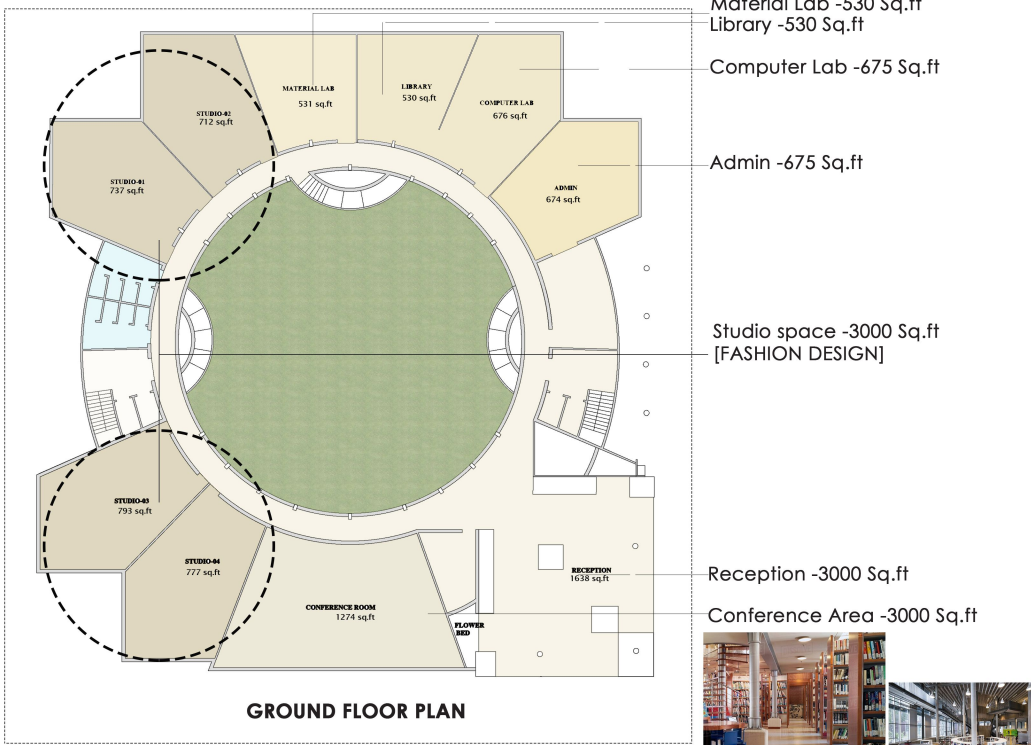 Material Lab -530 Sq.ft
Library -530 Sq.ft
Computer Lab -675 Sq.ft
Admin -675 Sq.ft
Studio space -3000 Sq.ft
[FASHION DESIGN]
Reception -3000 Sq.ft
Conference Area -3000 Sq.ft
MATERIAL LAB
531 sq.ft
LIBRARY
530 sq.ft
COMPUTER LAB
676 sq.ft
STUDIO-02
712 sq.ft
STUDIO-01
737 sq.ft
ADMIN
674 sq.ft
STUDIO-03
793 sq.ft
STUDIO-04
777 sq.ft
CONFERENCE ROOM
1274 sq.ft
RECEPTION
1638 sq.ft
FLOWER
BED
GROUND FLOOR PLAN